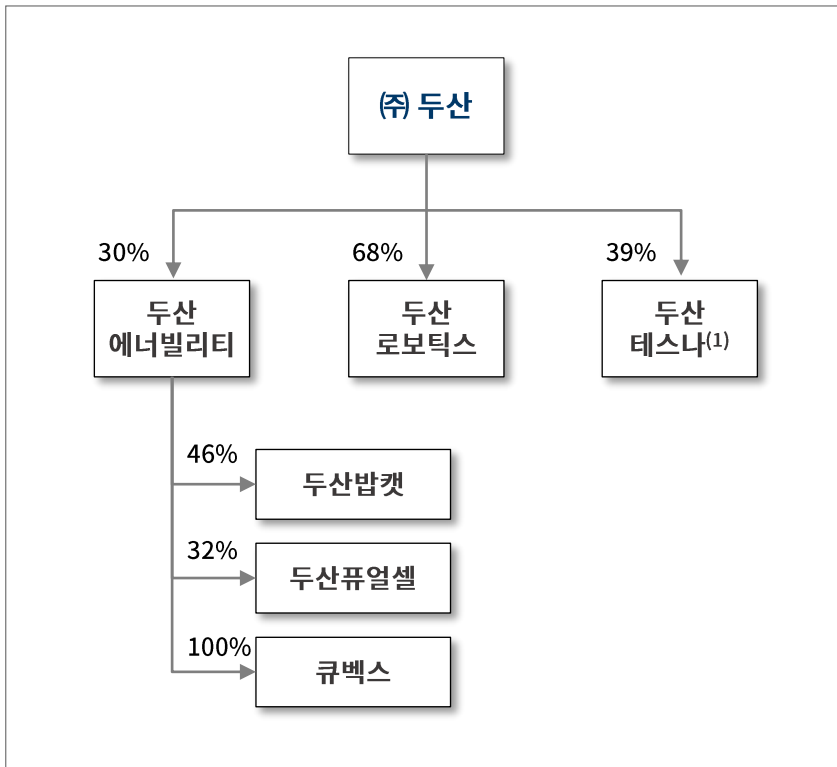 ㈜ 두산
30%
68%
39%
두산
에너빌리티
두산
로보틱스
두산
테스나(1)
46%
두산밥캣
32%
두산퓨얼셀
100%
큐벡스